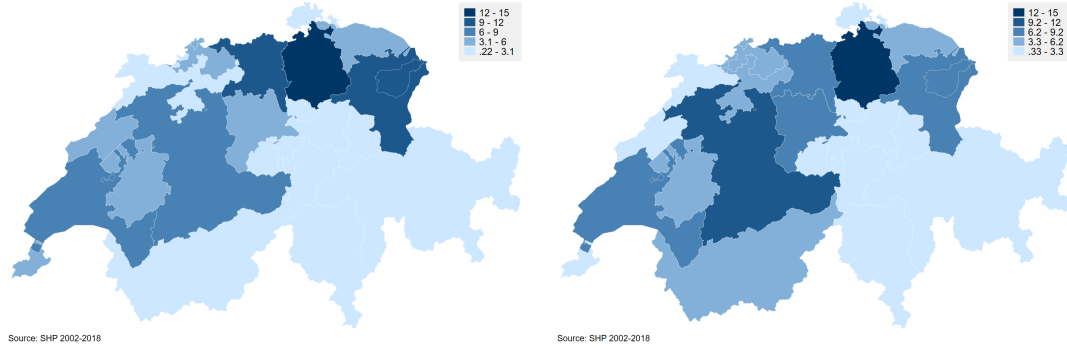 12 - 15
9 - 12
6 - 9
3.1 - 6
.22 - 3.1
Source: SHP 2002-2018
12 - 15
9.2 - 12
6.2 - 9.2
3.3 - 6.2
.33 - 3.3
Source: SHP 2002-2018